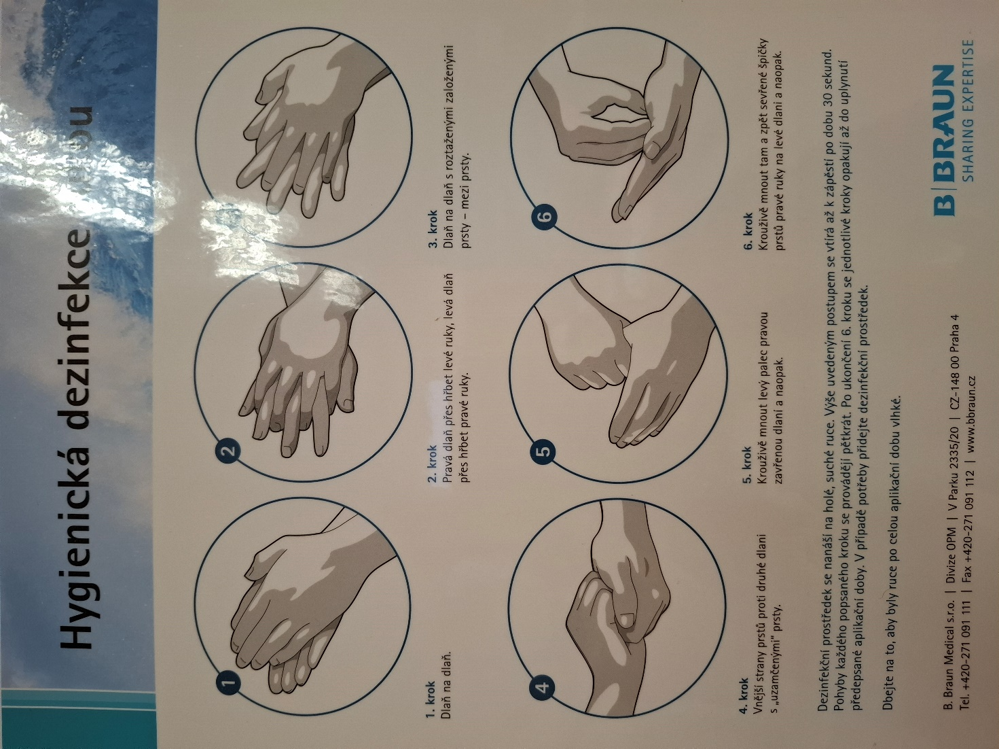 Hygienická dezinfekce
1
2
1. krok
Dlaň na dlaň.
2. krok
Pravá dlaň přes hřbet levé ruky, levá dlaň
přes hřbet pravé ruky.
3. krok
Dlaň na dlaň s roztaženými založenými
prsty – mezi prsty.
4
5
6
4. krok
Vnější strany prstů proti druhé dlani
s „uzamčenými“ prsty.
5. krok
Krouživě mnout levý palec pravou
zavřenou dlaní a naopak.
6. krok
Krouživě mnout tam a zpět sevřené špičky
prstů pravé ruky na levé dlani a naopak.
Dezinfekční prostředek se nanáší na holé, suché ruce. Výše uvedeným postupem se vtírá až k zápěstí po dobu 30 sekund.
Pohyby každého popsaného kroku se provádějí pětkrát. Po ukončení 6. kroku se jednotlivé kroky opakují až do uplynutí
předepsané aplikační doby. V případě potřeby přidejte dezinfekční prostředek.
Dbejte na to, aby byly ruce po celou aplikační dobu vlhké.
B. Braun Medical s.r.o. | Divize OPM | V Parku 2335/20 | CZ-148 00 Praha 4
Tel. +420-271 091 111 | Fax +420-271 091 112 | www.bbraun.cz
B|BRAUN
SHARING EXPERTISE